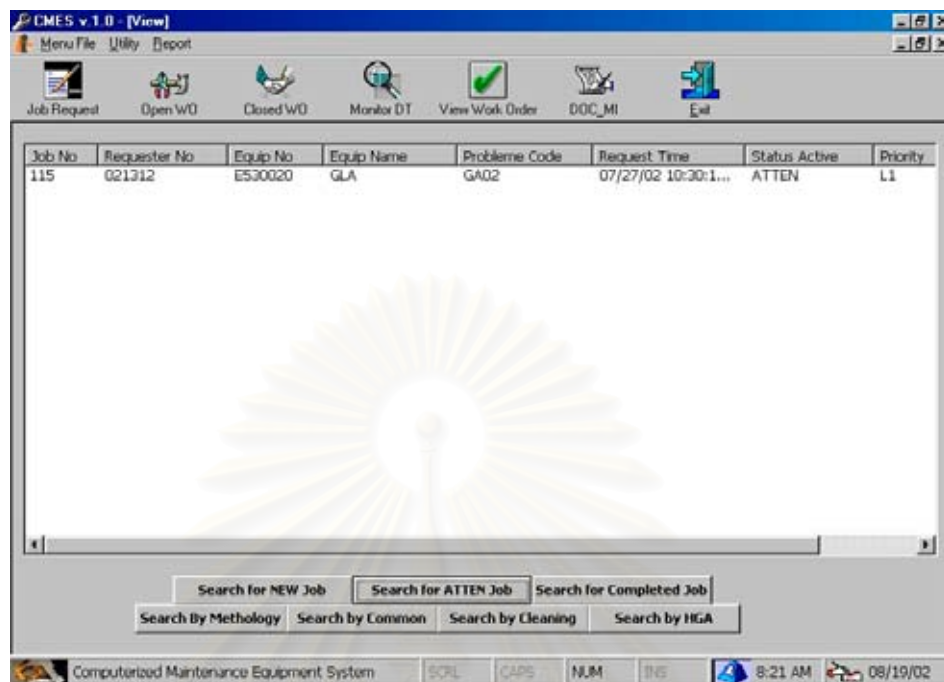 CMES v.1.0 - [View]
Menu File Utility Report
Job Request Open WO Closed WO Monitor DT View Work Order DOC_MI Exit
Job No Requester No Equip No Equip Name Probleme Code Request Time Status Active Priority
115 021312 E530020 GLA GA02 07/27/02 10:30:1... ATTEN L1
Search for NEW Job Search for ATTEN Job Search for Completed Job
Search By Methology Search by Common Search by Cleaning Search by HGA
Computerized Maintenance Equipment System SCRL CAPS NUM INS 8:21 AM 08/19/02